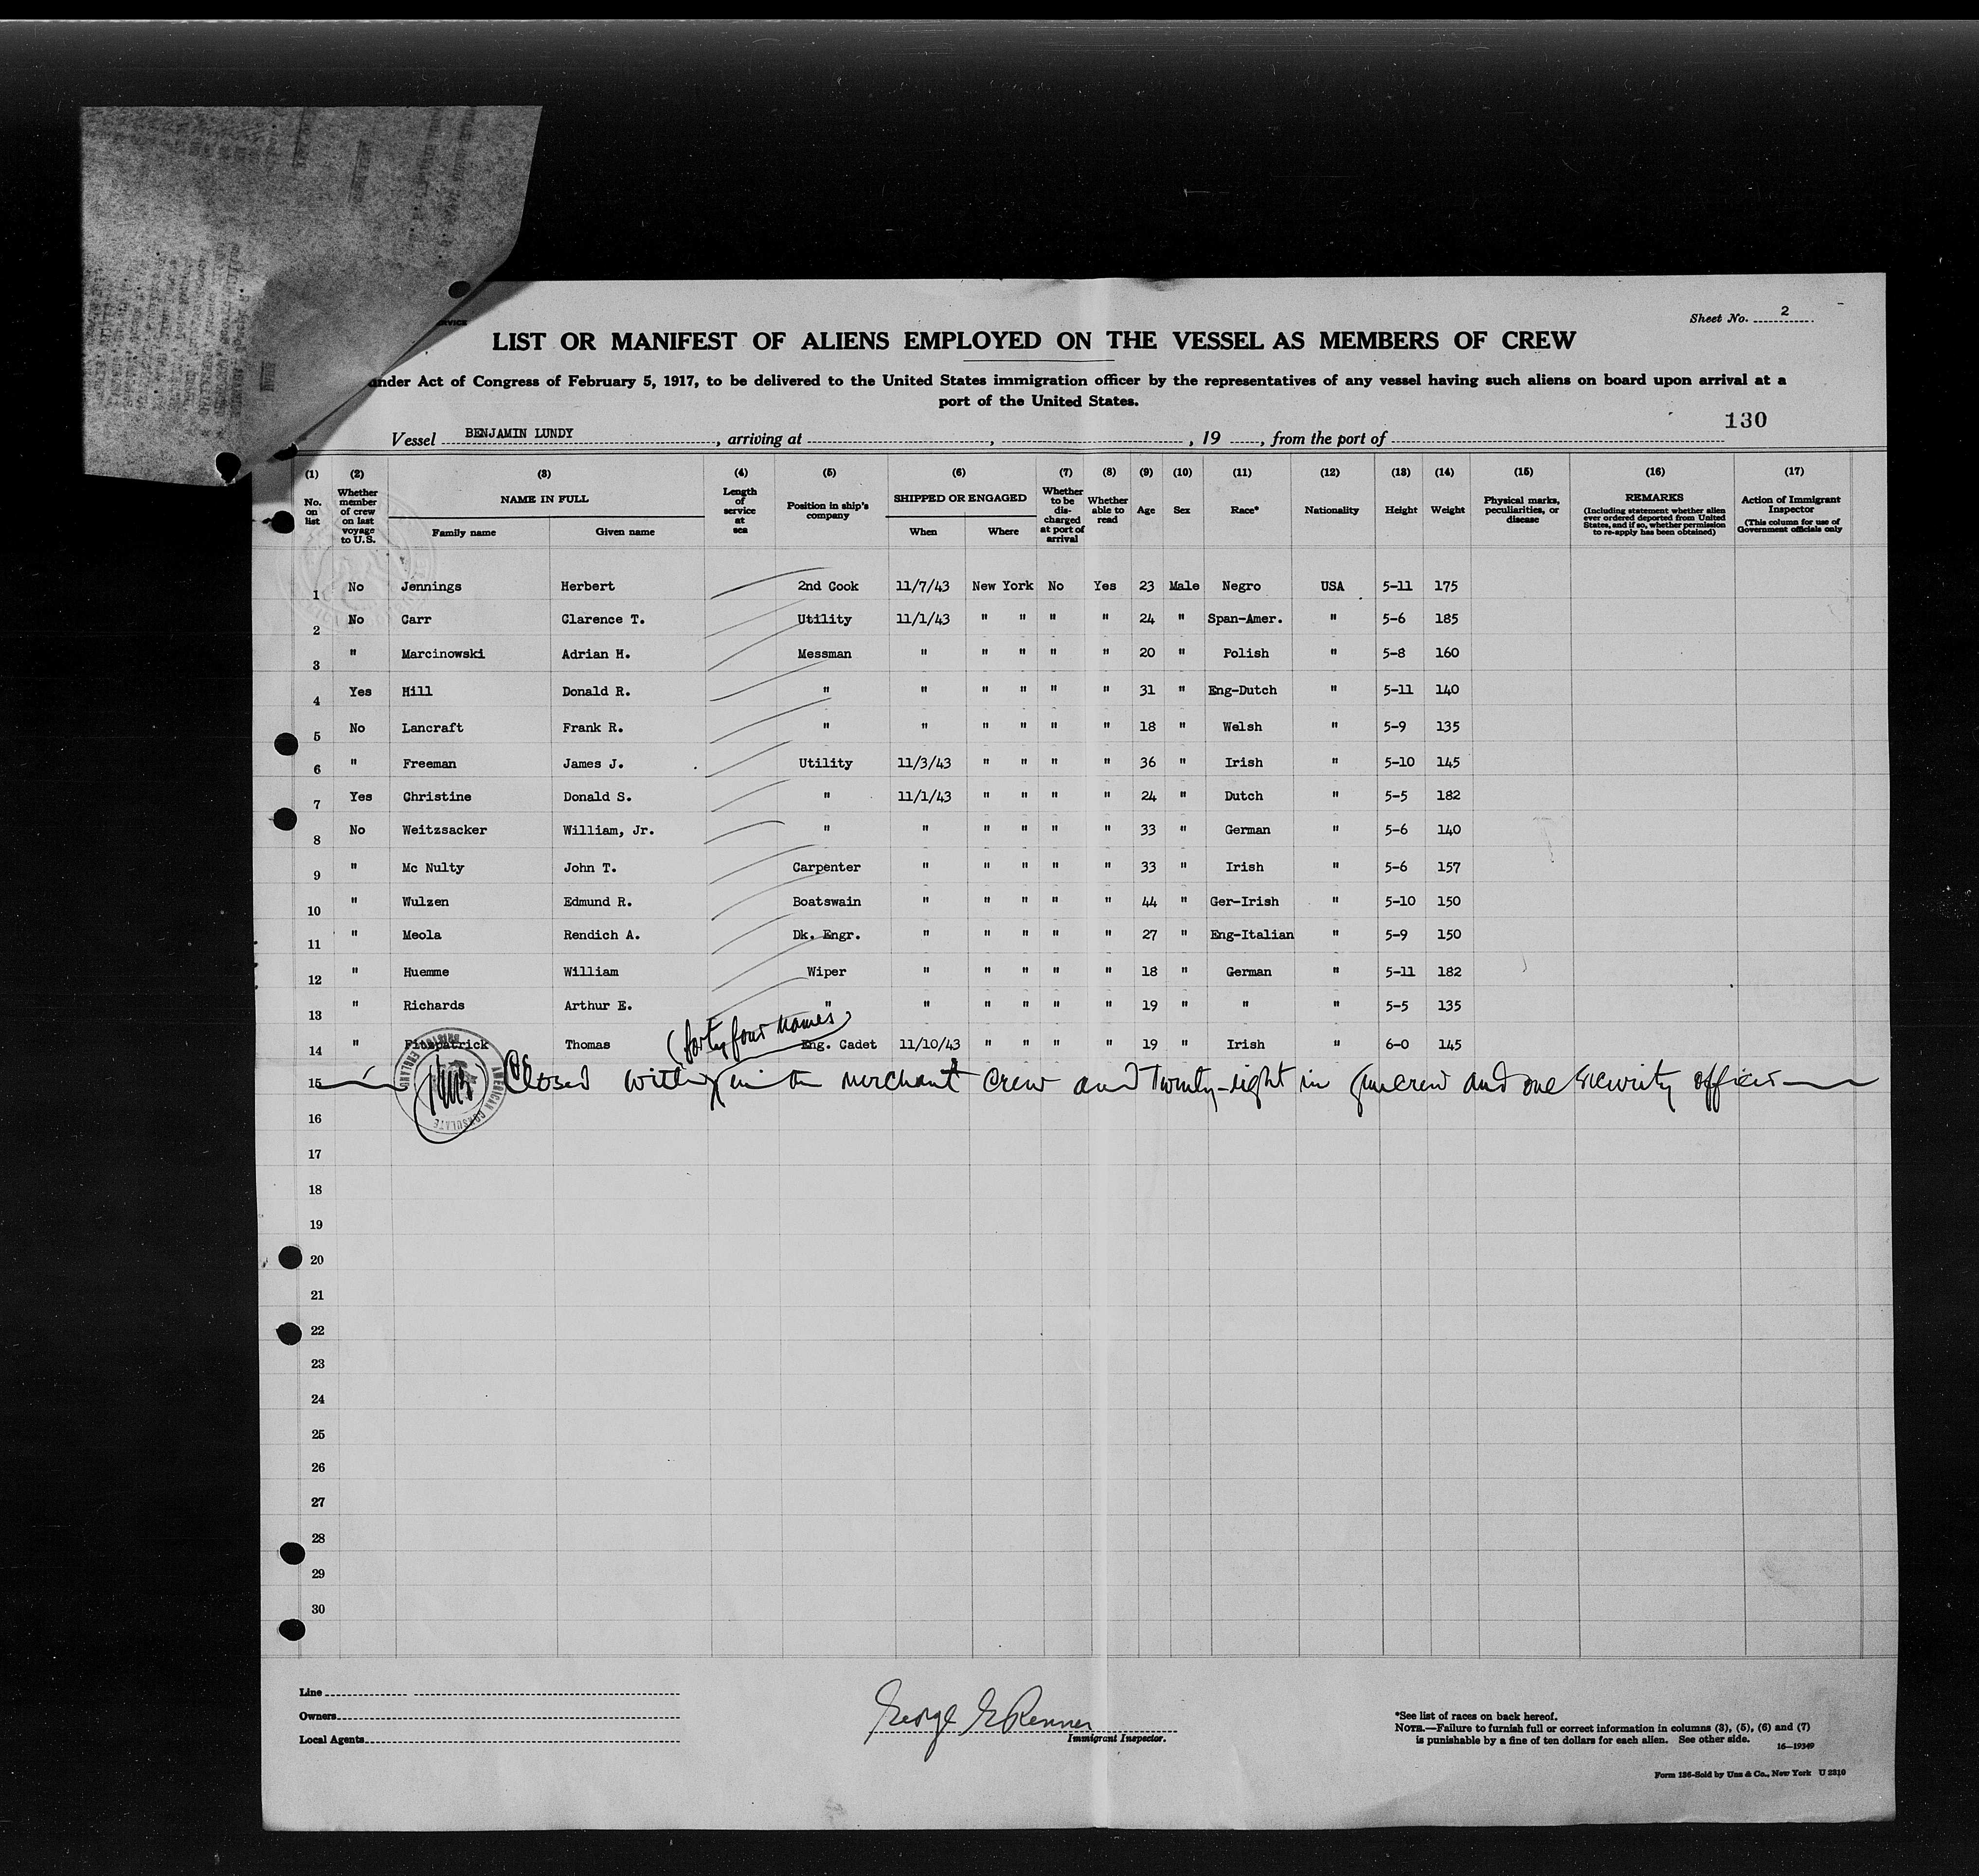 Sheet No. 2
LIST OR MANIFEST OF ALIENS EMPLOYED ON THE VESSEL AS MEMBERS OF CREW
under Act of Congress of February 5, 1917, to be delivered to the United States immigration officer by the representatives of any vessel having such aliens on board upon arrival at a
port of the United States.
130
Vessel BENJAMIN LUNDY, arriving at , , 19 , from the port of
(1) (2) (3) (4) (5) (6) (7) (8) (9) (10) (11) (12) (13) (14) (15) (16) (17)
No. on list
Whether member of crew on last voyage to U.S.
NAME IN FULL
Family name Given name
Length of service at sea
Position in ship's company
SHIPPED OR ENGAGED
When Where
Whether to be discharged at port of arrival
Whether able to read
Age Sex Race* Nationality Height Weight
Physical marks, peculiarities, or disease
REMARKS
(Including statement whether alien ever ordered deported from United States, and if so, whether permission to re-apply has been obtained)
Action of Immigrant Inspector
(This column for use of Government officials only
1 No Jennings Herbert 2nd Cook 11/7/43 New York No Yes 23 Male Negro USA 5-11 175
2 No Carr Clarence T. Utility 11/1/43 " " " " 24 " Span-Amer. " 5-6 185
3 " Marcinowski Adrian H. Messman " " " " " 20 " Polish " 5-8 160
4 Yes Hill Donald R. " " " " " " 31 " Eng-Dutch " 5-11 140
5 No Lancraft Frank R. " " " " " " 18 " Welsh " 5-9 135
6 " Freeman James J. Utility 11/3/43 " " " " 36 " Irish " 5-10 145
7 Yes Christine Donald S. " 11/1/43 " " " " 24 " Dutch " 5-5 182
8 No Weitzsacker William, Jr. " " " " " " 33 " German " 5-6 140
9 " Mc Nulty John T. Carpenter " " " " " 33 " Irish " 5-6 157
10 " Wulzen Edmund R. Boatswain " " " " " 44 " Ger-Irish " 5-10 150
11 " Meola Rendich A. Dk. Engr. " " " " " 27 " Eng-Italian " 5-9 150
12 " Huemme William Wiper " " " " " 18 " German " 5-11 182
13 " Richards Arthur E. " " " " " " 19 " " " 5-5 135
(forty four names)
14 " Fitzpatrick Thomas Eng. Cadet 11/10/43 " " " " 19 " Irish " 6-0 145
15 Closed with in the merchant crew and twenty-eight in guncrew and one security officer
AMERICAN CONSULATE
16
17
18
19
20
21
22
23
24
25
26
27
28
29
30
Line
Owners
Local Agents
George E Renner
Immigrant Inspector.
*See list of races on back hereof.
NOTE.—Failure to furnish full or correct information in columns (3), (5), (6) and (7)
is punishable by a fine of ten dollars for each alien. See other side.
16—19349
Form 136-Sold by Unz & Co., New York U 2310